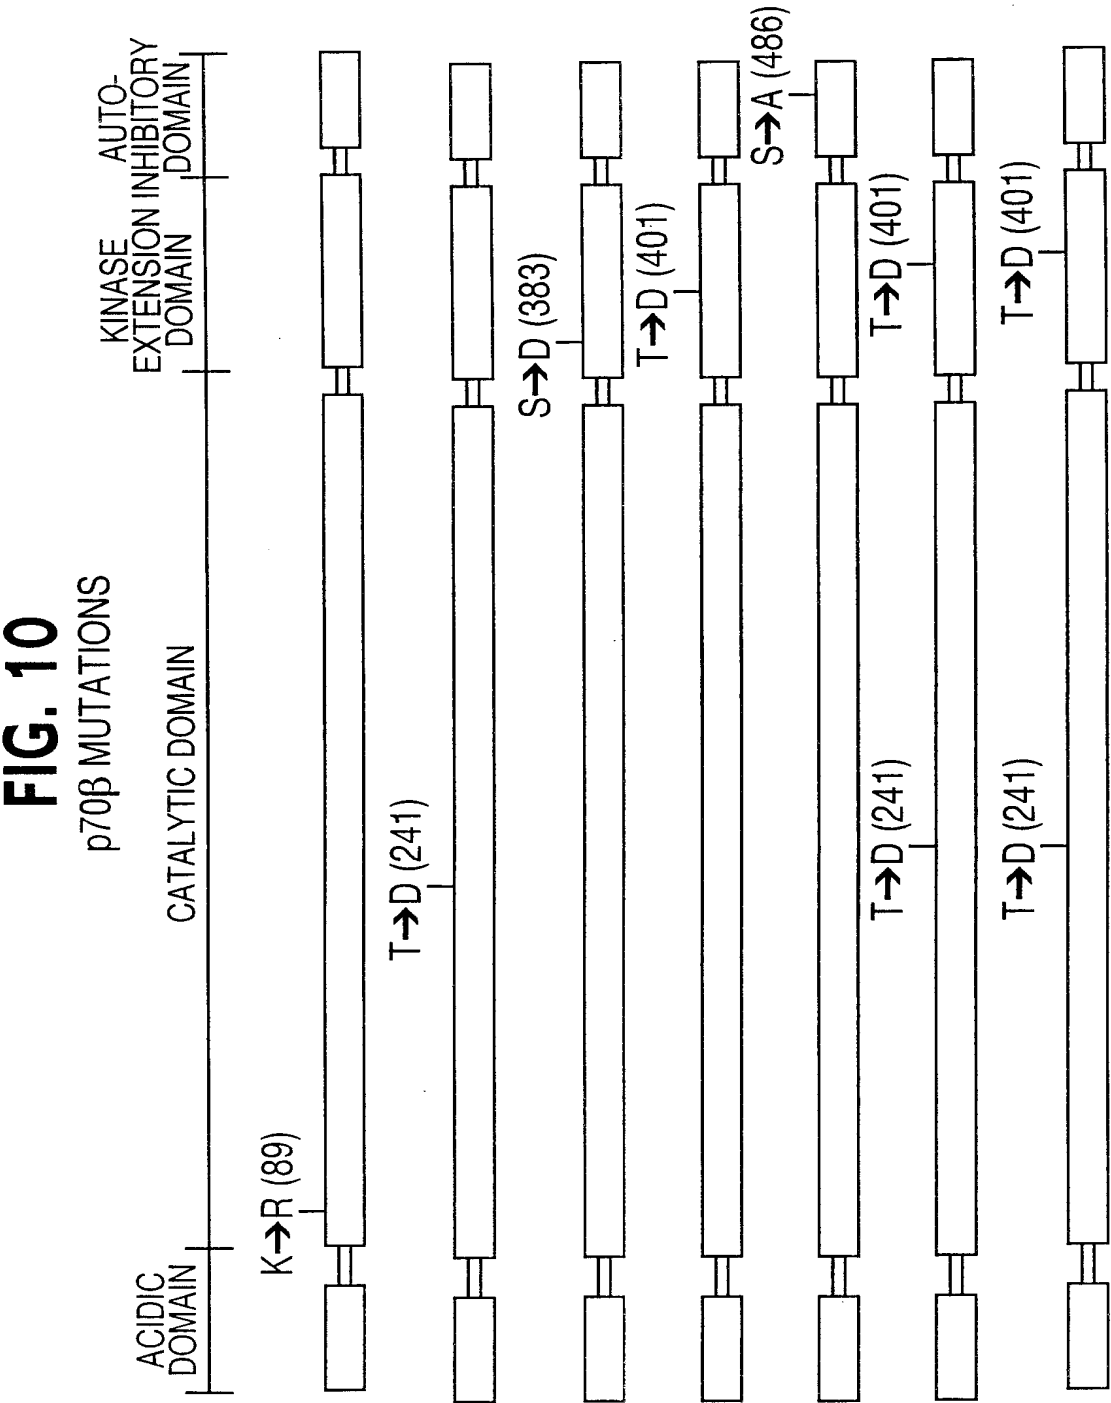 FIG. 10
p70β MUTATIONS
ACIDIC
DOMAIN
CATALYTIC DOMAIN
KINASE
EXTENSION
DOMAIN
AUTO-
INHIBITORY
DOMAIN
K→R (89)
T→D (241)
S→D (383)
T→D (401)
S→A (486)
T→D (241)
T→D (401)
T→D (241)
T→D (401)